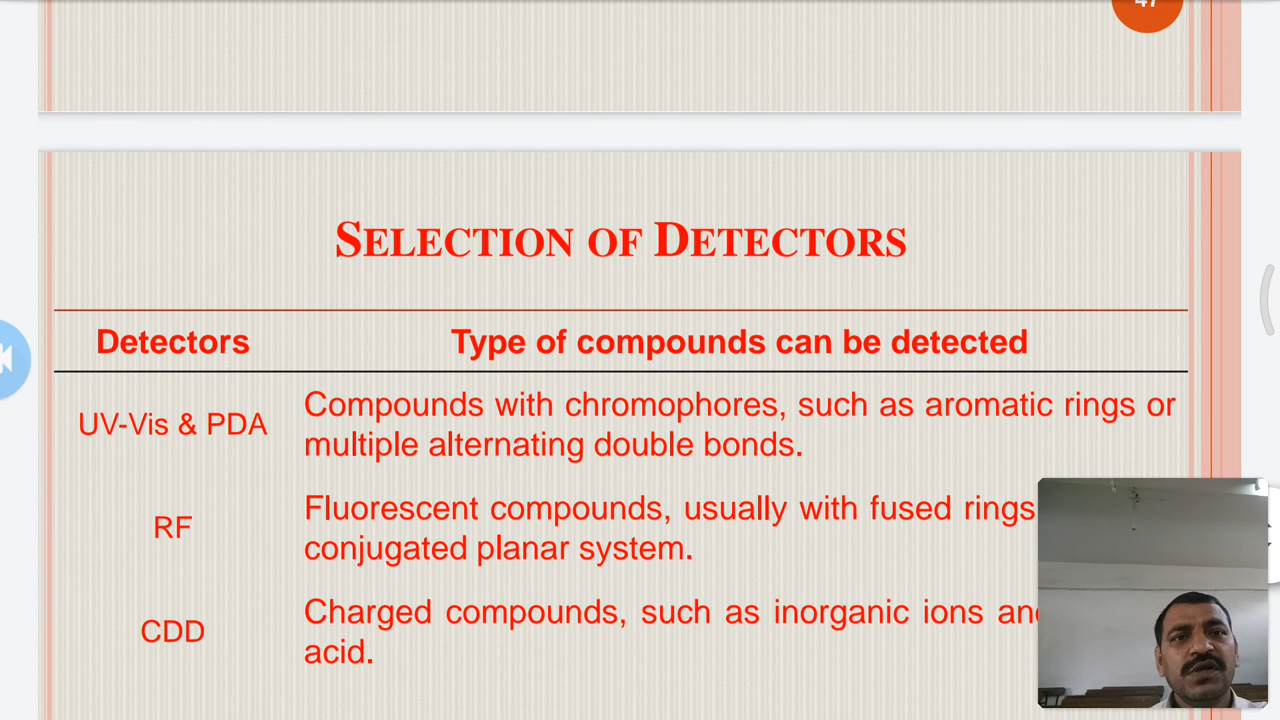 47
SELECTION OF DETECTORS
Detectors Type of compounds can be detected
UV-Vis & PDA
Compounds with chromophores, such as aromatic rings or
multiple alternating double bonds.
RF
Fluorescent compounds, usually with fused rings
conjugated planar system.
CDD
Charged compounds, such as inorganic ions
acid.